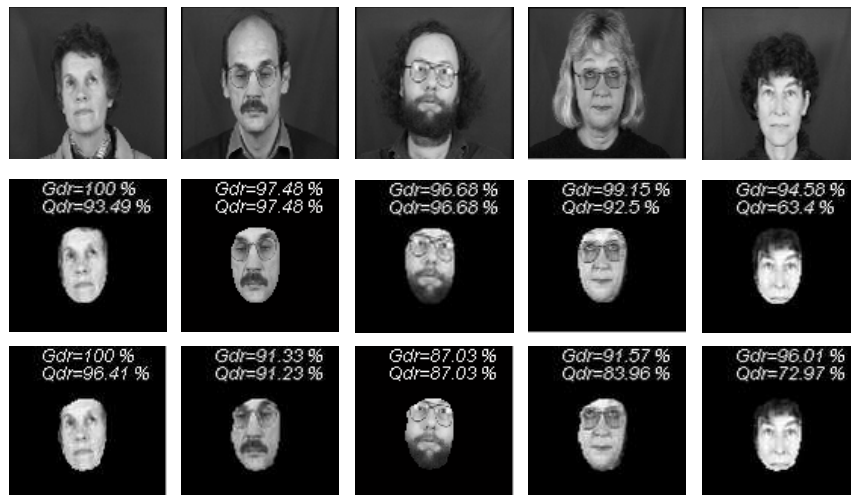 Gdr=100 %
Qdr=93.49 %
Gdr=97.48 %
Qdr=97.48 %
Gdr=96.68 %
Qdr=96.68 %
Gdr=99.15 %
Qdr=92.5 %
Gdr=94.58 %
Qdr=63.4 %
Gdr=100 %
Qdr=96.41 %
Gdr=91.33 %
Qdr=91.23 %
Gdr=87.03 %
Qdr=87.03 %
Gdr=91.57 %
Qdr=83.96 %
Gdr=96.01 %
Qdr=72.97 %